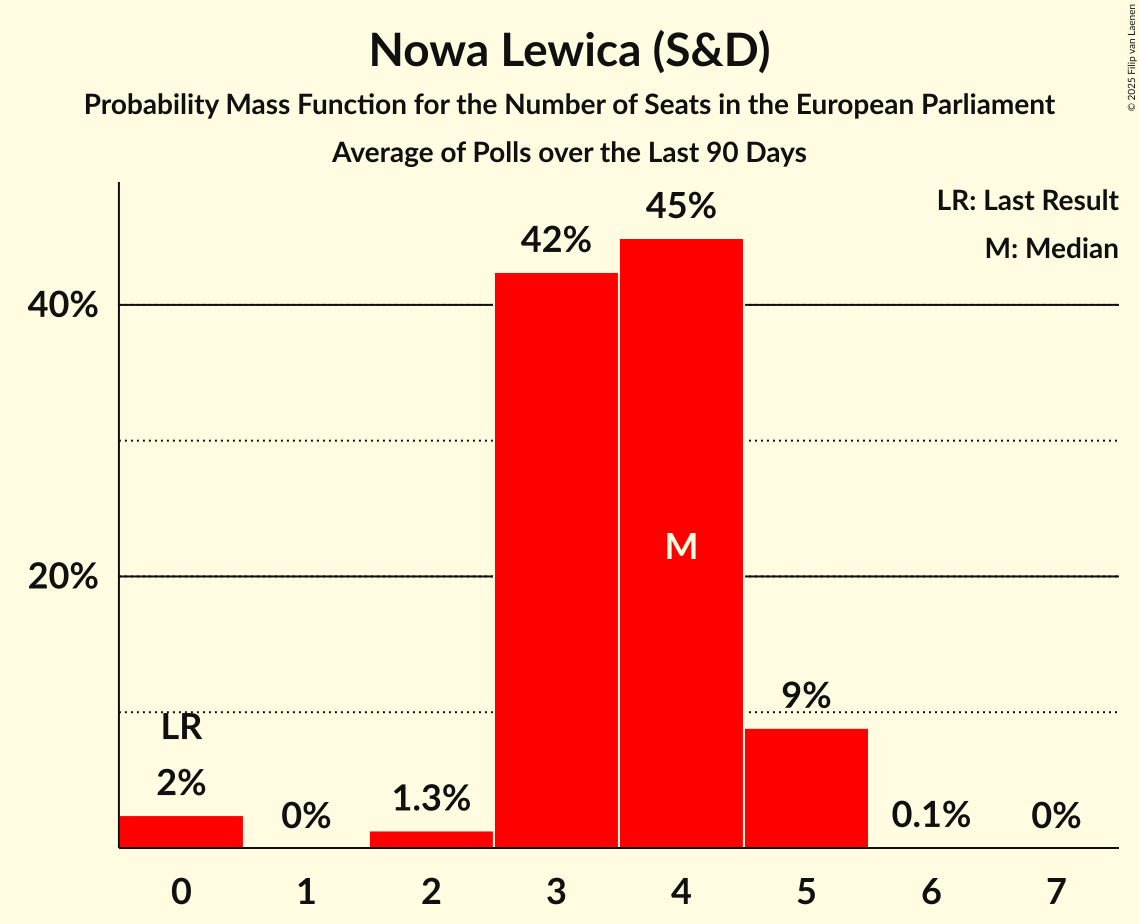 Nowa Lewica (S&D)
Probability Mass Function for the Number of Seats in the European Parliament
Average of Polls over the Last 90 Days
© 2025 Filip van Laenen
LR: Last Result
M: Median
45%
42%
40%
M
20%
9%
LR
2%
1.3%
0%
0.1%
0%
0 1 2 3 4 5 6 7